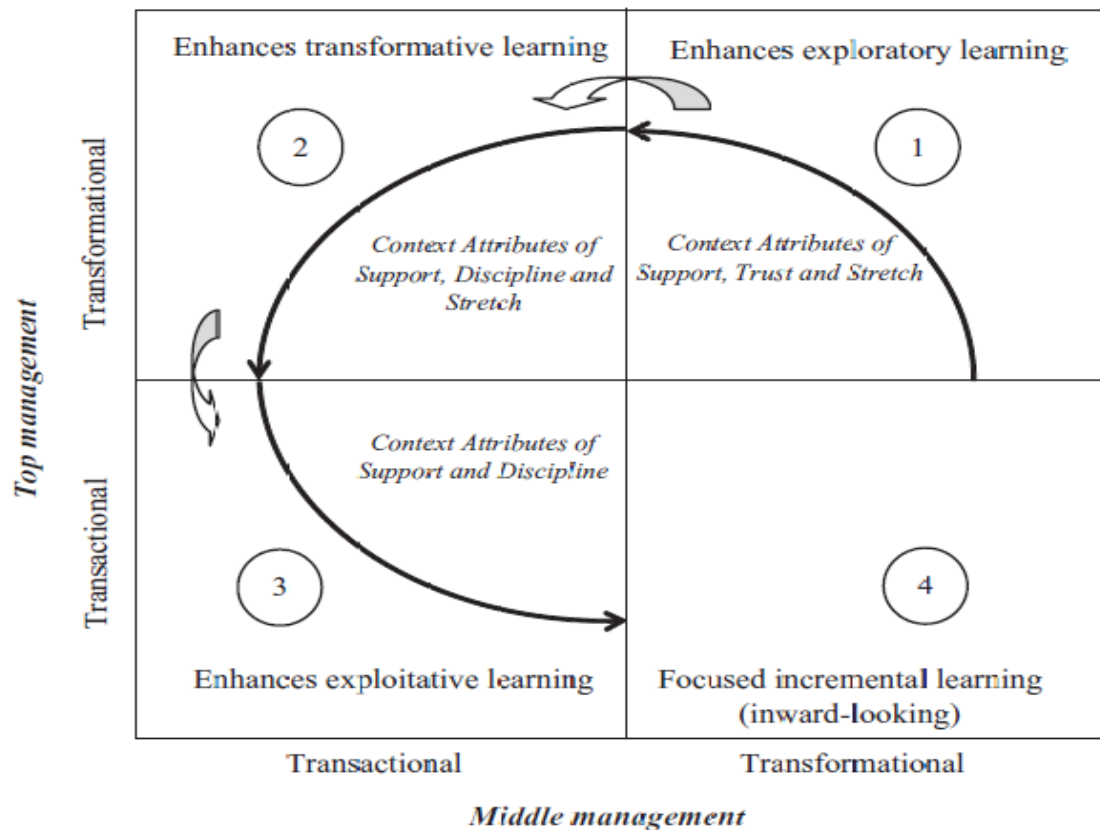 Enhances transformative learning
Enhances exploratory learning
2
1
Transformational
Context Attributes of
Support, Discipline and
Stretch
Context Attributes of
Support, Trust and Stretch
Top management
Context Attributes of
Support and Discipline
Transactional
3
4
Enhances exploitative learning
Focused incremental learning
(inward-looking)
Transactional
Transformational
Middle management